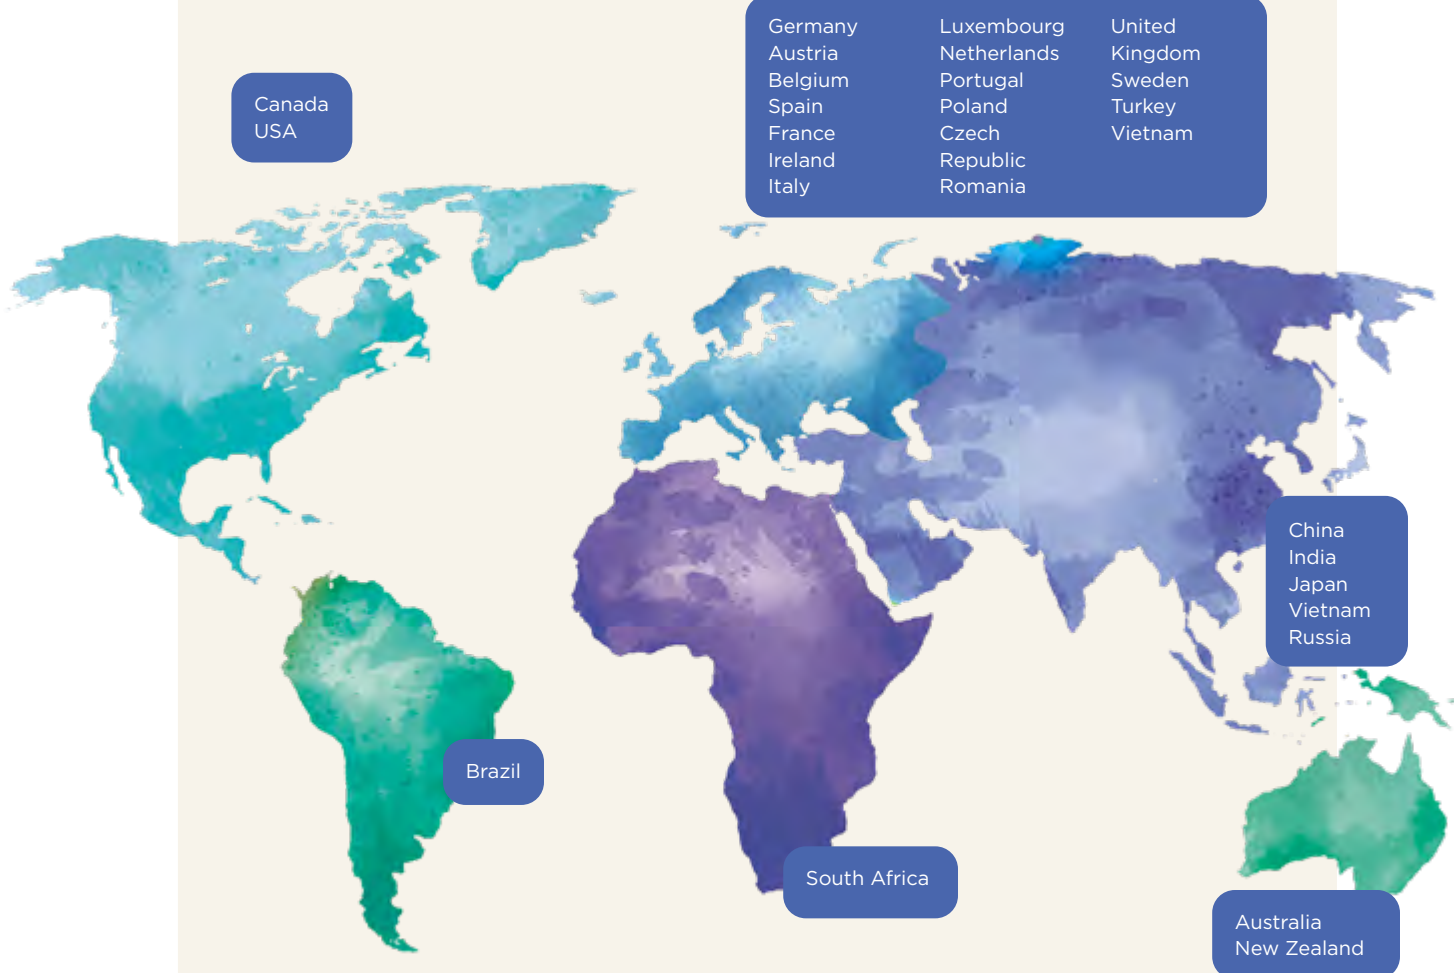 Germany
Austria
Belgium
Spain
France
Ireland
Italy
Luxembourg
Netherlands
Portugal
Poland
Czech
Republic
Romania
United
Kingdom
Sweden
Turkey
Vietnam
Canada
USA
China
India
Japan
Vietnam
Russia
Brazil
South Africa
Australia
New Zealand